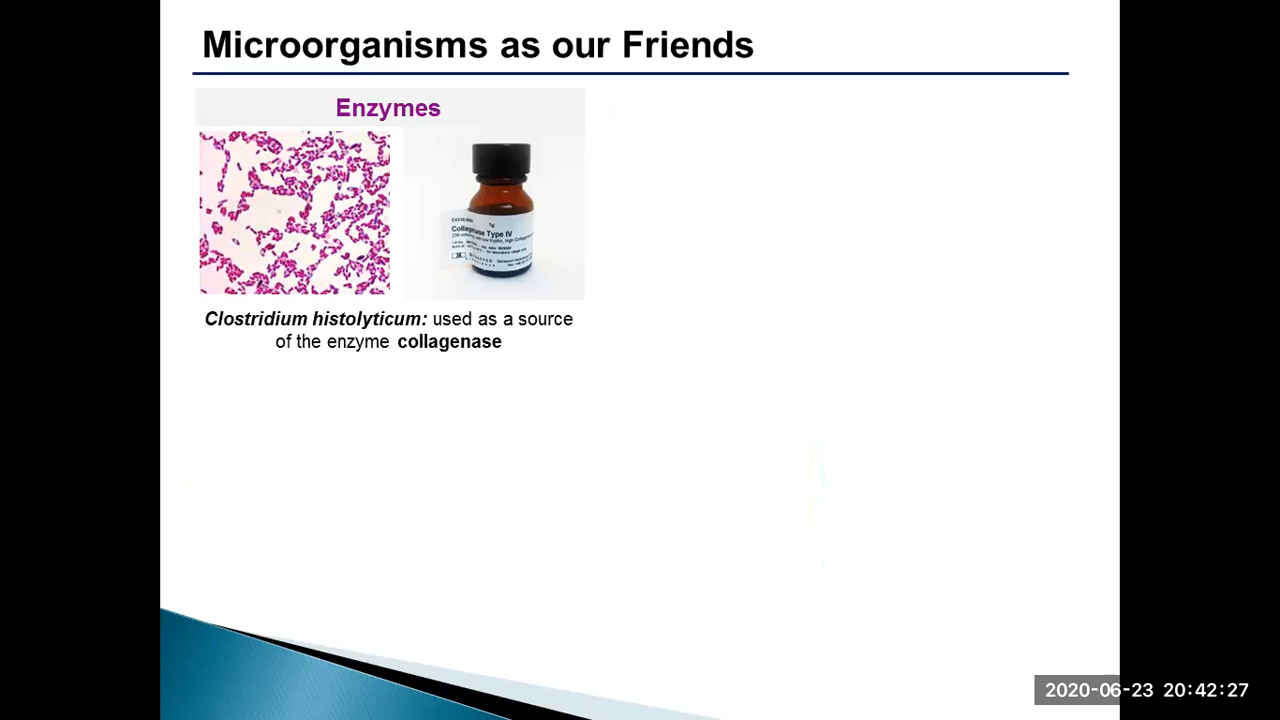 Microorganisms as our Friends
Enzymes
Collagenase Type IV
Clostridium histolyticum: used as a source
of the enzyme collagenase
2020-06-23 20:42:27